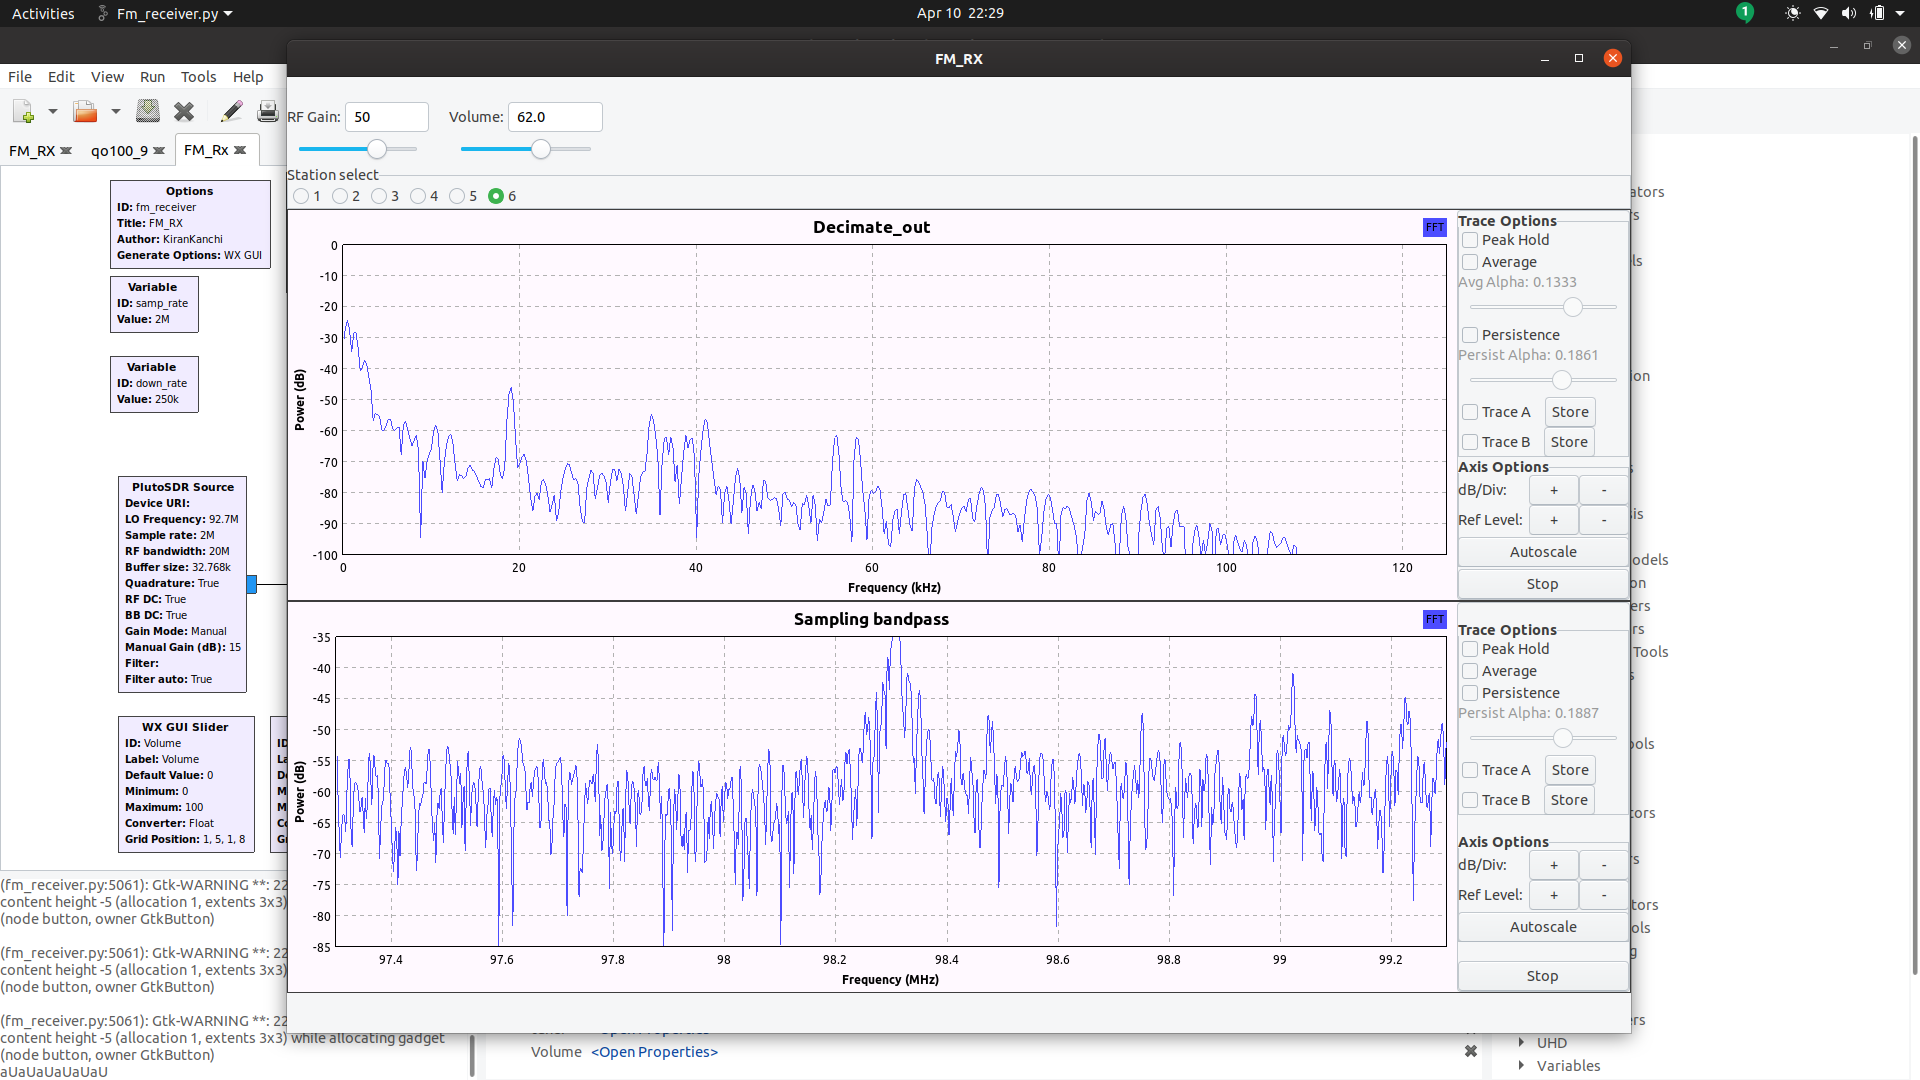 Activities
Fm_receiver.py
Apr 10 22:29
1
FM_RX
File Edit View Run Tools Help
FM_RX
qo100_9
FM_Rx
Options
ID: fm_receiver
Title: FM_RX
Author: KiranKanchi
Generate Options: WX GUI
Variable
ID: samp_rate
Value: 2M
Variable
ID: down_rate
Value: 250k
PlutoSDR Source
Device URI:
LO Frequency: 92.7M
Sample rate: 2M
RF bandwidth: 20M
Buffer size: 32.768k
Quadrature: True
RF DC: True
BB DC: True
Gain Mode: Manual
Manual Gain (dB): 15
Filter:
Filter auto: True
WX GUI Slider
ID: Volume
Label: Volume
Default Value: 0
Minimum: 0
Maximum: 100
Converter: Float
Grid Position: 1, 5, 1, 8
(fm_receiver.py:5061): Gtk-WARNING **: 22
content height -5 (allocation 1, extents 3x3)
(node button, owner GtkButton)
(fm_receiver.py:5061): Gtk-WARNING **: 22
content height -5 (allocation 1, extents 3x3)
(node button, owner GtkButton)
(fm_receiver.py:5061): Gtk-WARNING **: 22
content height -5 (allocation 1, extents 3x3) while allocating gadget
(node button, owner GtkButton)
aUaUaUaUaUaU
RF Gain: 50
Volume: 62.0
Station select
1 2 3 4 5 6
Decimate_out
FFT
Power (dB)
0
-10
-20
-30
-40
-50
-60
-70
-80
-90
-100
0 20 40 60 80 100 120
Frequency (kHz)
Trace Options
Peak Hold
Average
Avg Alpha: 0.1333
Persistence
Persist Alpha: 0.1861
Trace A Store
Trace B Store
Axis Options
dB/Div: + -
Ref Level: + -
Autoscale
Stop
Sampling bandpass
FFT
Power (dB)
-35
-40
-45
-50
-55
-60
-65
-70
-75
-80
-85
97.4 97.6 97.8 98 98.2 98.4 98.6 98.8 99 99.2
Frequency (MHz)
Trace Options
Peak Hold
Average
Persistence
Persist Alpha: 0.1887
Trace A Store
Trace B Store
Axis Options
dB/Div: + -
Ref Level: + -
Autoscale
Stop
Volume <Open Properties>
UHD
Variables